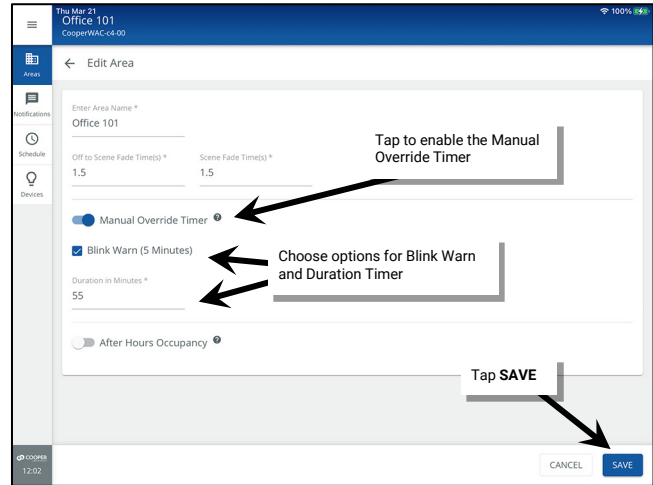 Thu Mar 21
100%
Office 101
CooperWAC-c4-00
Areas
Edit Area
Notifications
Schedule
Devices
Enter Area Name *
Office 101
Off to Scene Fade Time(s) *
Scene Fade Time(s) *
1.5
1.5
Tap to enable the Manual
Override Timer
Manual Override Timer
Blink Warn (5 Minutes)
Choose options for Blink Warn
and Duration Timer
Duration in Minutes *
55
After Hours Occupancy
Tap SAVE
COOPER
12:02
CANCEL
SAVE